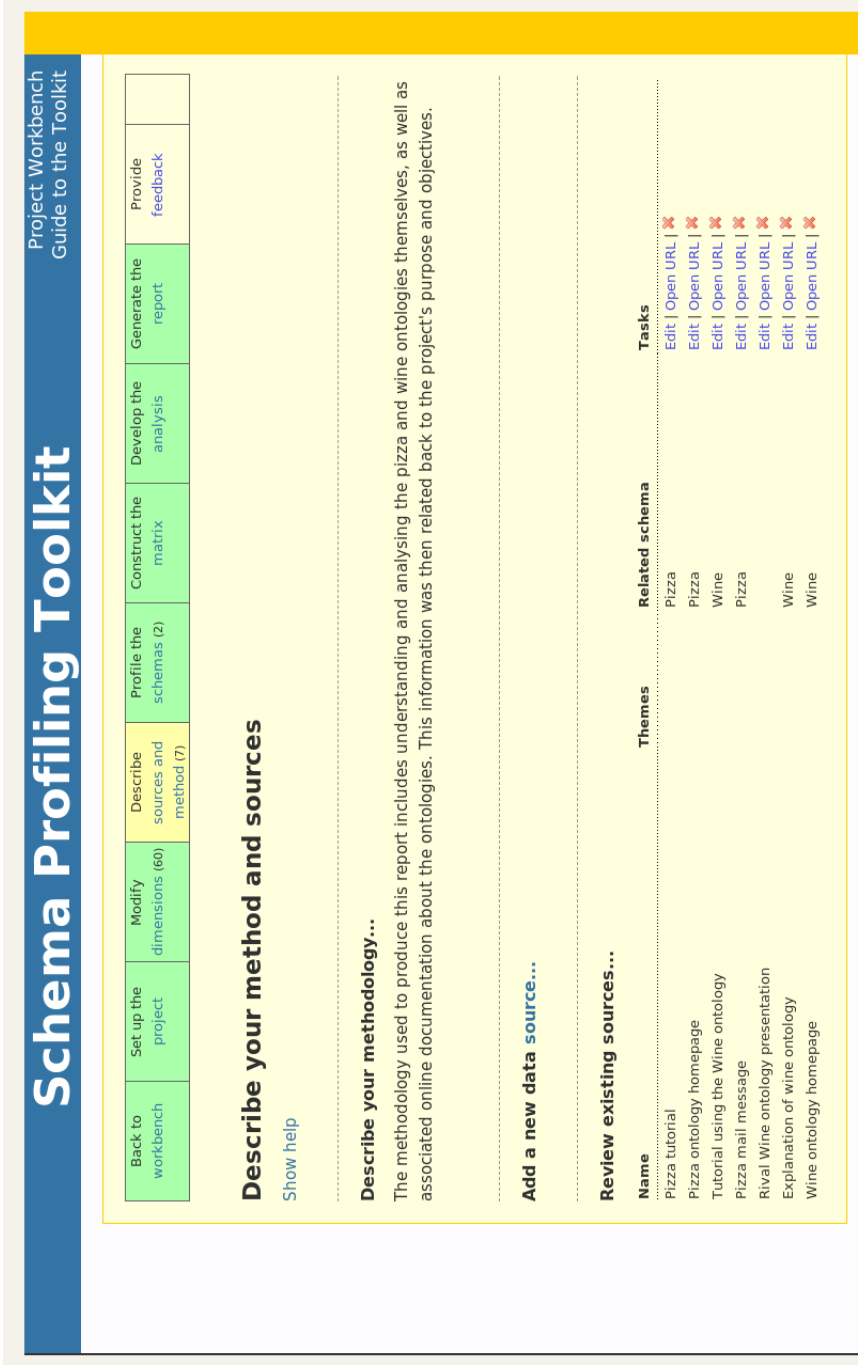 Schema Profiling Toolkit
Project Workbench
Guide to the Toolkit
Back to
workbench
Set up the
project
Modify
dimensions (60)
Describe
sources and
method (7)
Profile the
schemas (2)
Construct the
matrix
Develop the
analysis
Generate the
report
Provide
feedback
Describe your method and sources
Show help
Describe your methodology...
The methodology used to produce this report includes understanding and analysing the pizza and wine ontologies themselves, as well as
associated online documentation about the ontologies. This information was then related back to the project's purpose and objectives.
Add a new data source...
Review existing sources...
Name Themes Related schema Tasks
Pizza tutorial Pizza Edit | Open URL |
Pizza ontology homepage Pizza Edit | Open URL |
Tutorial using the Wine ontology Wine Edit | Open URL |
Pizza mail message Pizza Edit | Open URL |
Rival Wine ontology presentation Edit | Open URL |
Explanation of wine ontology Wine Edit | Open URL |
Wine ontology homepage Wine Edit | Open URL |